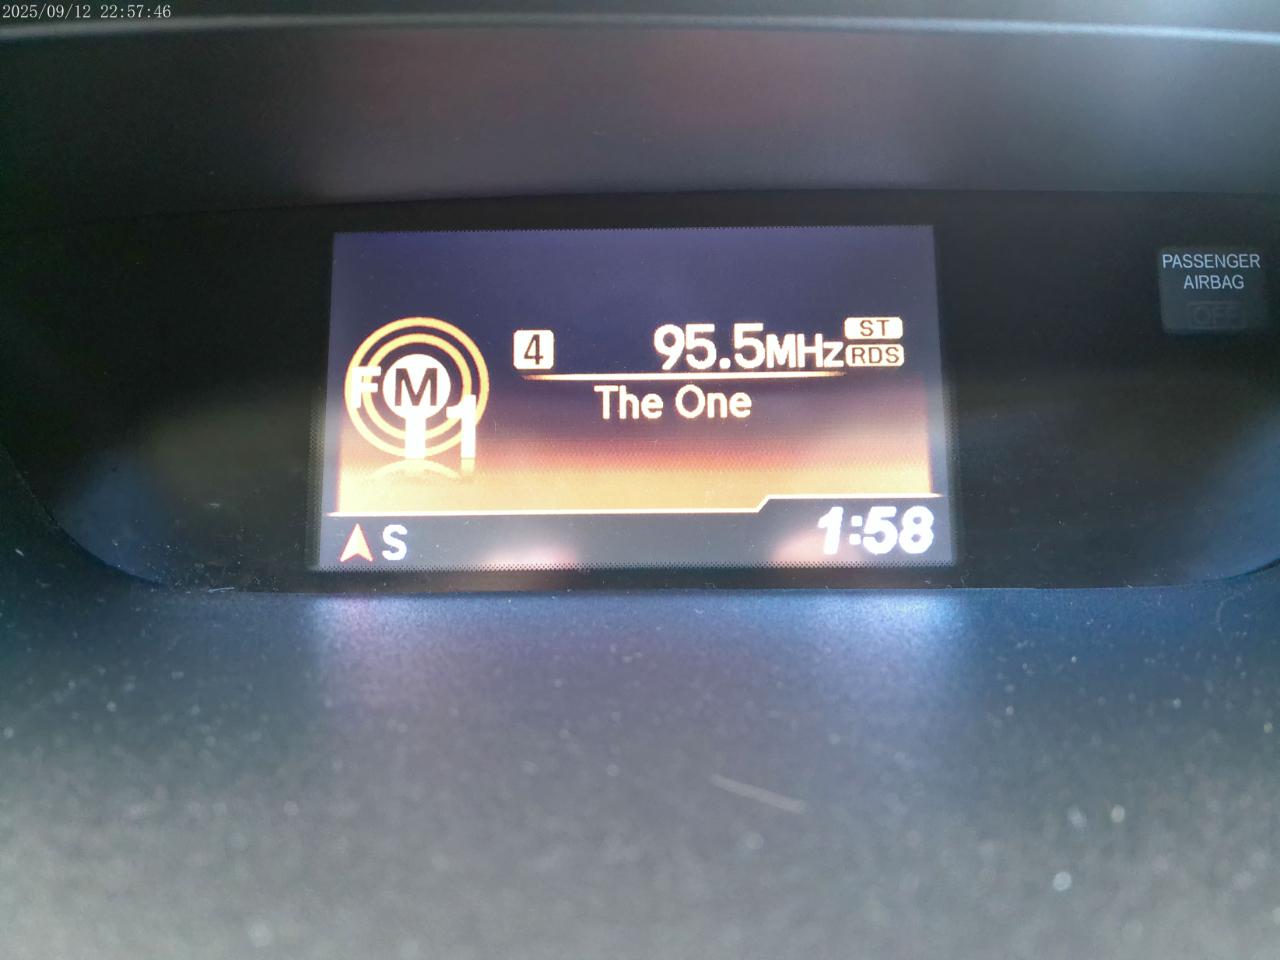 2025/09/12 22:57:46
PASSENGER
AIRBAG
OFF
4 95.5MHz ST
RDS
FM
1
The One
S 1:58